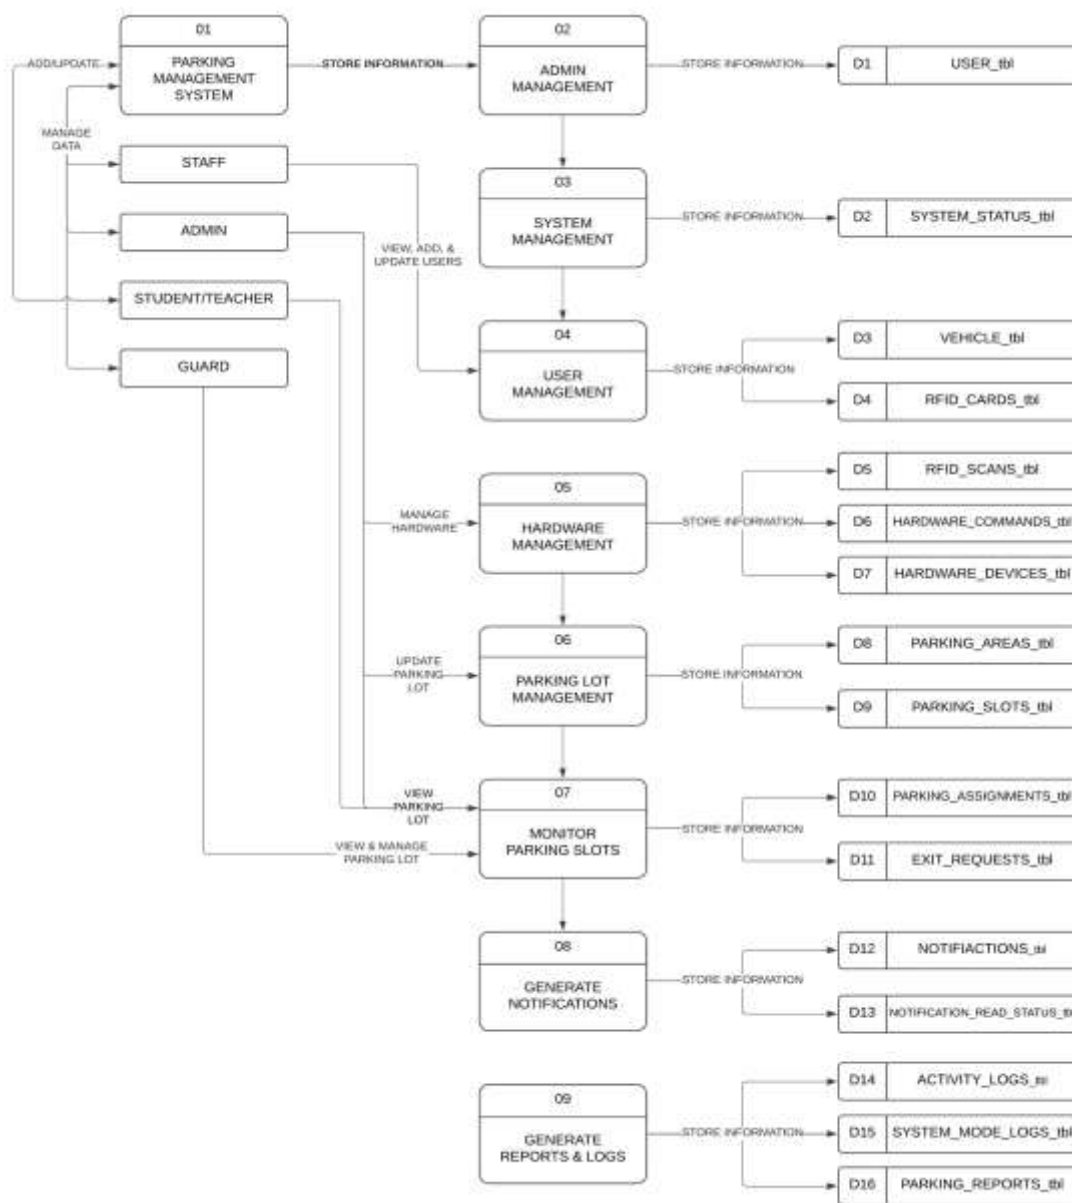 01
PARKING
MANAGEMENT
SYSTEM
ADD/UPDATE
STORE INFORMATION
02
ADMIN
MANAGEMENT
STORE INFORMATION
D1 USER_tbl
MANAGE
DATA
STAFF
ADMIN
STUDENT/TEACHER
GUARD
VIEW, ADD, &
UPDATE USERS
03
SYSTEM
MANAGEMENT
STORE INFORMATION
D2 SYSTEM_STATUS_tbl
04
USER
MANAGEMENT
STORE INFORMATION
D3 VEHICLE_tbl
D4 RFID_CARDS_tbl
MANAGE
HARDWARE
05
HARDWARE
MANAGEMENT
STORE INFORMATION
D5 RFID_SCANS_tbl
D6 HARDWARE_COMMANDS_tbl
D7 HARDWARE_DEVICES_tbl
UPDATE
PARKING
LOT
06
PARKING LOT
MANAGEMENT
STORE INFORMATION
D8 PARKING_AREAS_tbl
D9 PARKING_SLOTS_tbl
VIEW
PARKING
LOT
VIEW & MANAGE
PARKING LOT
07
MONITOR
PARKING SLOTS
STORE INFORMATION
D10 PARKING_ASSIGNMENTS_tbl
D11 EXIT_REQUESTS_tbl
08
GENERATE
NOTIFICATIONS
STORE INFORMATION
D12 NOTIFIACTIONS_tbl
D13 NOTIFICATION_READ_STATUS_tbl
09
GENERATE
REPORTS & LOGS
STORE INFORMATION
D14 ACTIVITY_LOGS_tbl
D15 SYSTEM_MODE_LOGS_tbl
D16 PARKING_REPORTS_tbl